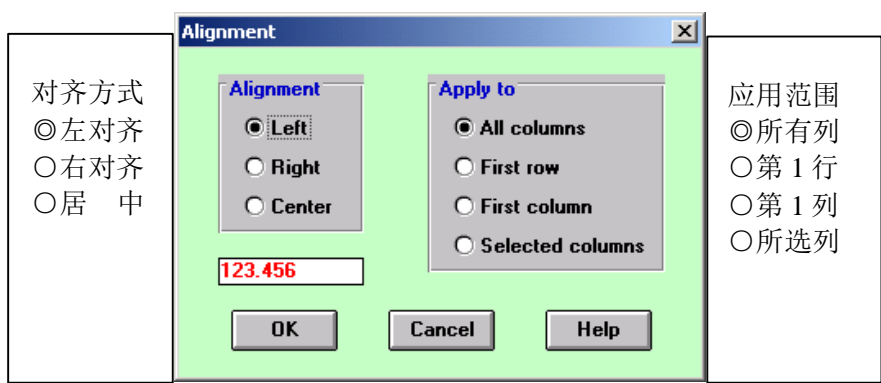 Alignment
对齐方式
◎左对齐
○右对齐
○居 中
Alignment
Left
Right
Center
123.456
Apply to
All columns
First row
First column
Selected columns
OK
Cancel
Help
应用范围
◎所有列
○第 1 行
○第 1 列
○所选列